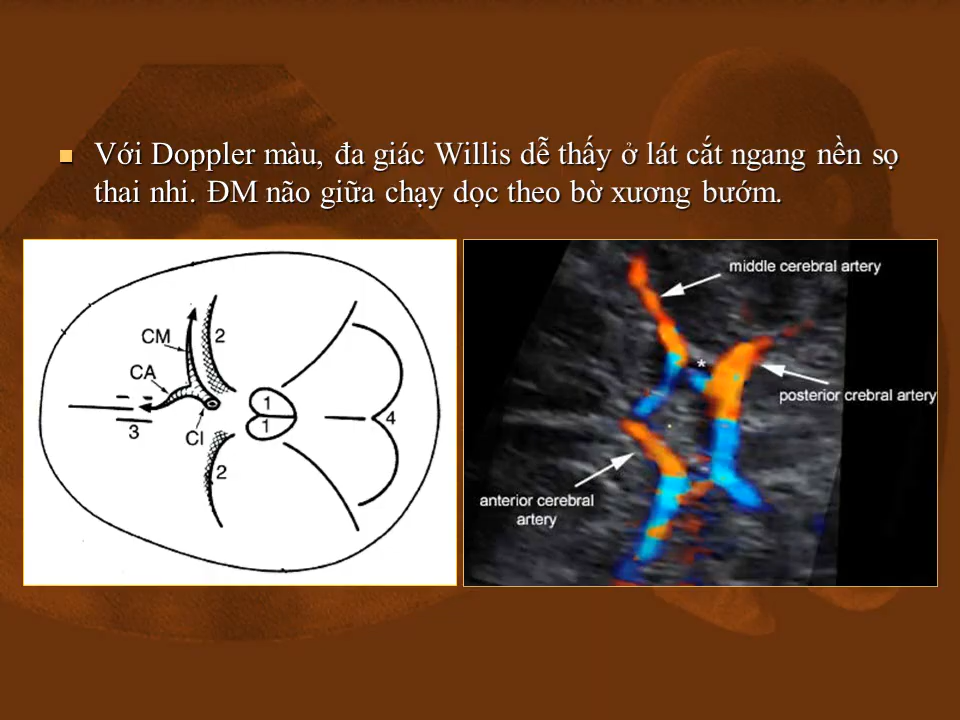 Với Doppler màu, đa giác Willis dễ thấy ở lát cắt ngang nền sọ
thai nhi. ĐM não giữa chạy dọc theo bờ xương bướm.
CM
2
CA
1
3
CI
1
4
2
middle cerebral artery
*
posterior crebral artery
anterior cerebral
artery